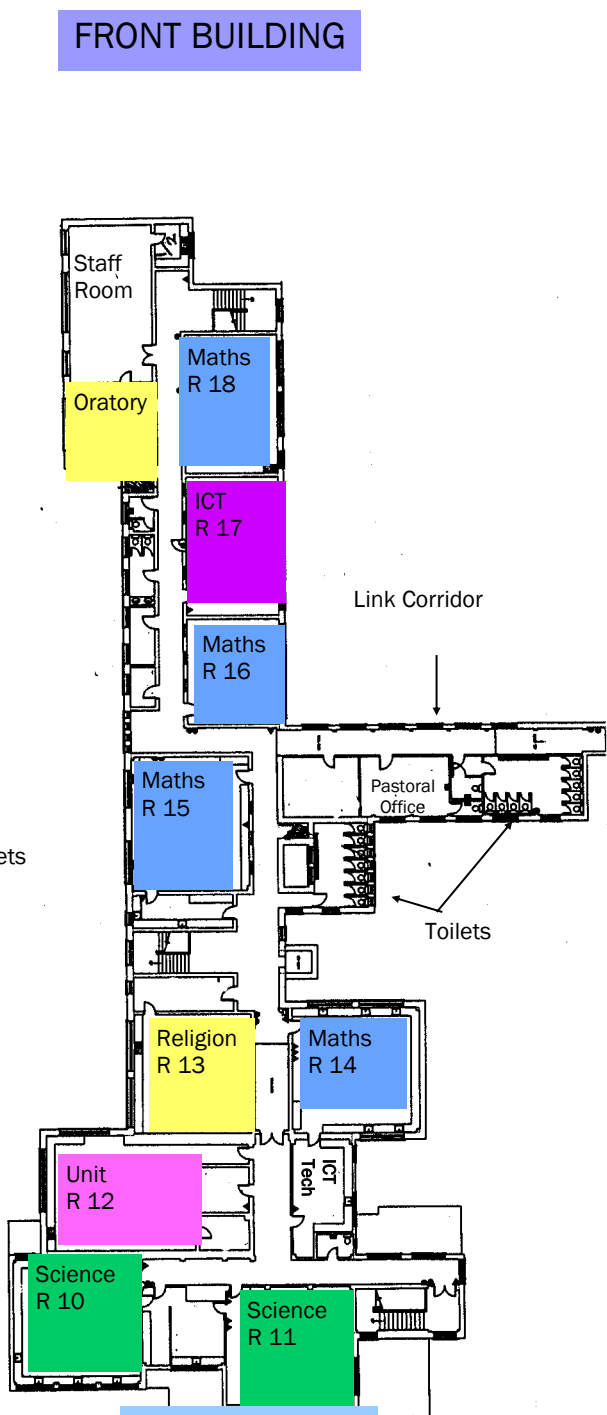 FRONT BUILDING
Staff
Room
Maths
R 18
Oratory
ICT
R 17
Link Corridor
Maths
R 16
Maths
R 15
Pastoral
Office
ets
Toilets
Religion
R 13
Maths
R 14
Unit
R 12
ICT
Tech
Science
R 10
Science
R 11